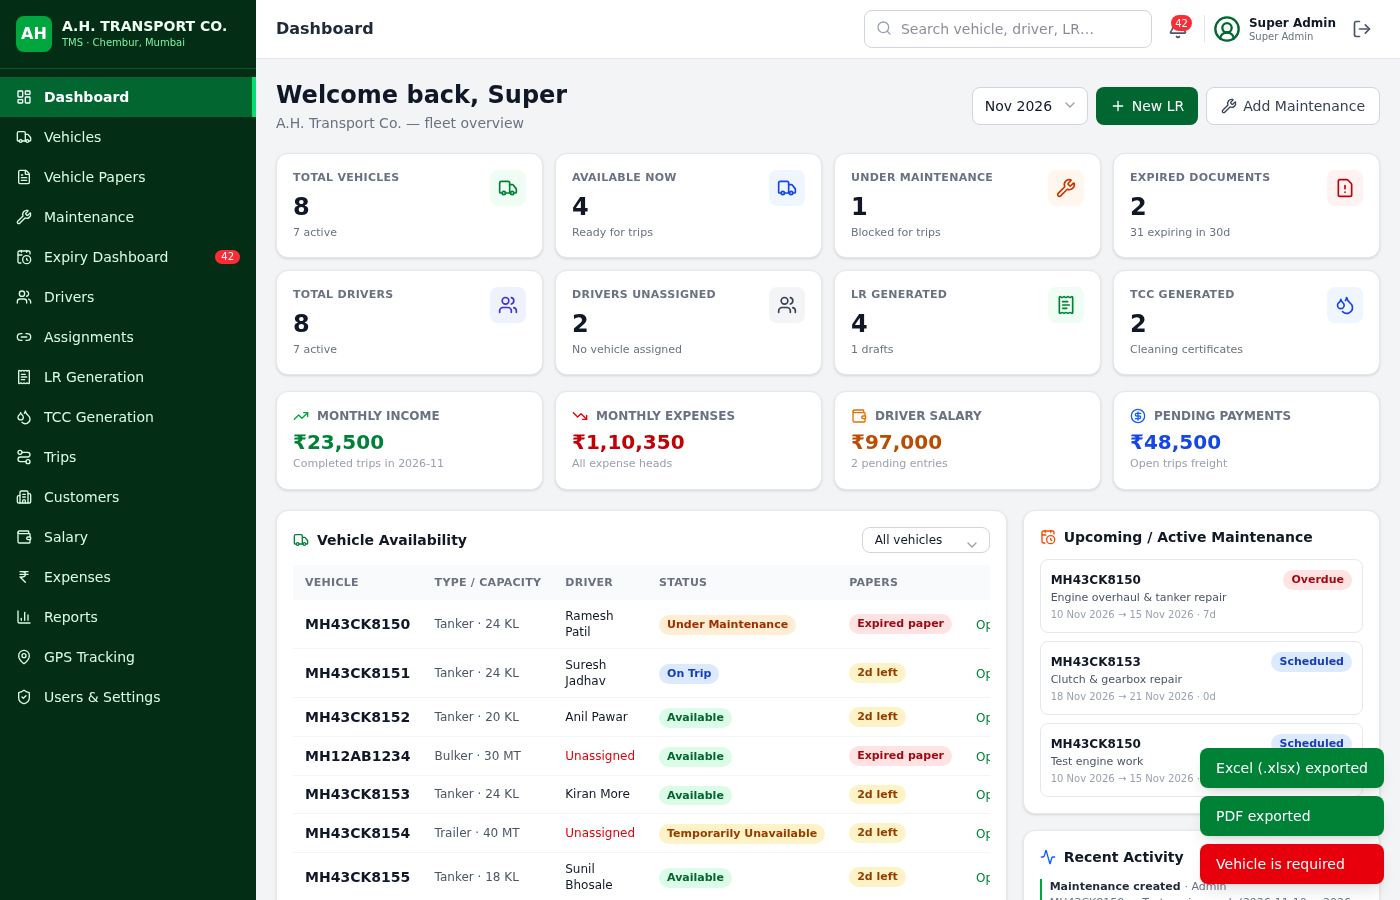 AH
A.H. TRANSPORT CO.
TMS · Chembur, Mumbai
Dashboard
Vehicles
Vehicle Papers
Maintenance
Expiry Dashboard 42
Drivers
Assignments
LR Generation
TCC Generation
Trips
Customers
Salary
Expenses
Reports
GPS Tracking
Users & Settings
Dashboard
Search vehicle, driver, LR...
42
Super Admin
Super Admin
Welcome back, Super
A.H. Transport Co. — fleet overview
Nov 2026
New LR
Add Maintenance
TOTAL VEHICLES
8
7 active
AVAILABLE NOW
4
Ready for trips
UNDER MAINTENANCE
1
Blocked for trips
EXPIRED DOCUMENTS
2
31 expiring in 30d
TOTAL DRIVERS
8
7 active
DRIVERS UNASSIGNED
2
No vehicle assigned
LR GENERATED
4
1 drafts
TCC GENERATED
2
Cleaning certificates
MONTHLY INCOME
₹23,500
Completed trips in 2026-11
MONTHLY EXPENSES
₹1,10,350
All expense heads
DRIVER SALARY
₹97,000
2 pending entries
PENDING PAYMENTS
₹48,500
Open trips freight
Vehicle Availability
All vehicles
VEHICLE TYPE / CAPACITY DRIVER STATUS PAPERS
MH43CK8150 Tanker · 24 KL Ramesh Patil Under Maintenance Expired paper Op
MH43CK8151 Tanker · 24 KL Suresh Jadhav On Trip 2d left Op
MH43CK8152 Tanker · 20 KL Anil Pawar Available 2d left Op
MH12AB1234 Bulker · 30 MT Unassigned Available Expired paper Op
MH43CK8153 Tanker · 24 KL Kiran More Available 2d left Op
MH43CK8154 Trailer · 40 MT Unassigned Temporarily Unavailable 2d left Op
MH43CK8155 Tanker · 18 KL Sunil Bhosale Available 2d left Op
Upcoming / Active Maintenance
MH43CK8150 Overdue
Engine overhaul & tanker repair
10 Nov 2026 → 15 Nov 2026 · 7d
MH43CK8153 Scheduled
Clutch & gearbox repair
18 Nov 2026 → 21 Nov 2026 · 0d
MH43CK8150 Scheduled
Test engine work
10 Nov 2026 → 15 Nov 2026 ·
Excel (.xlsx) exported
PDF exported
Vehicle is required
Recent Activity
Maintenance created · Admin